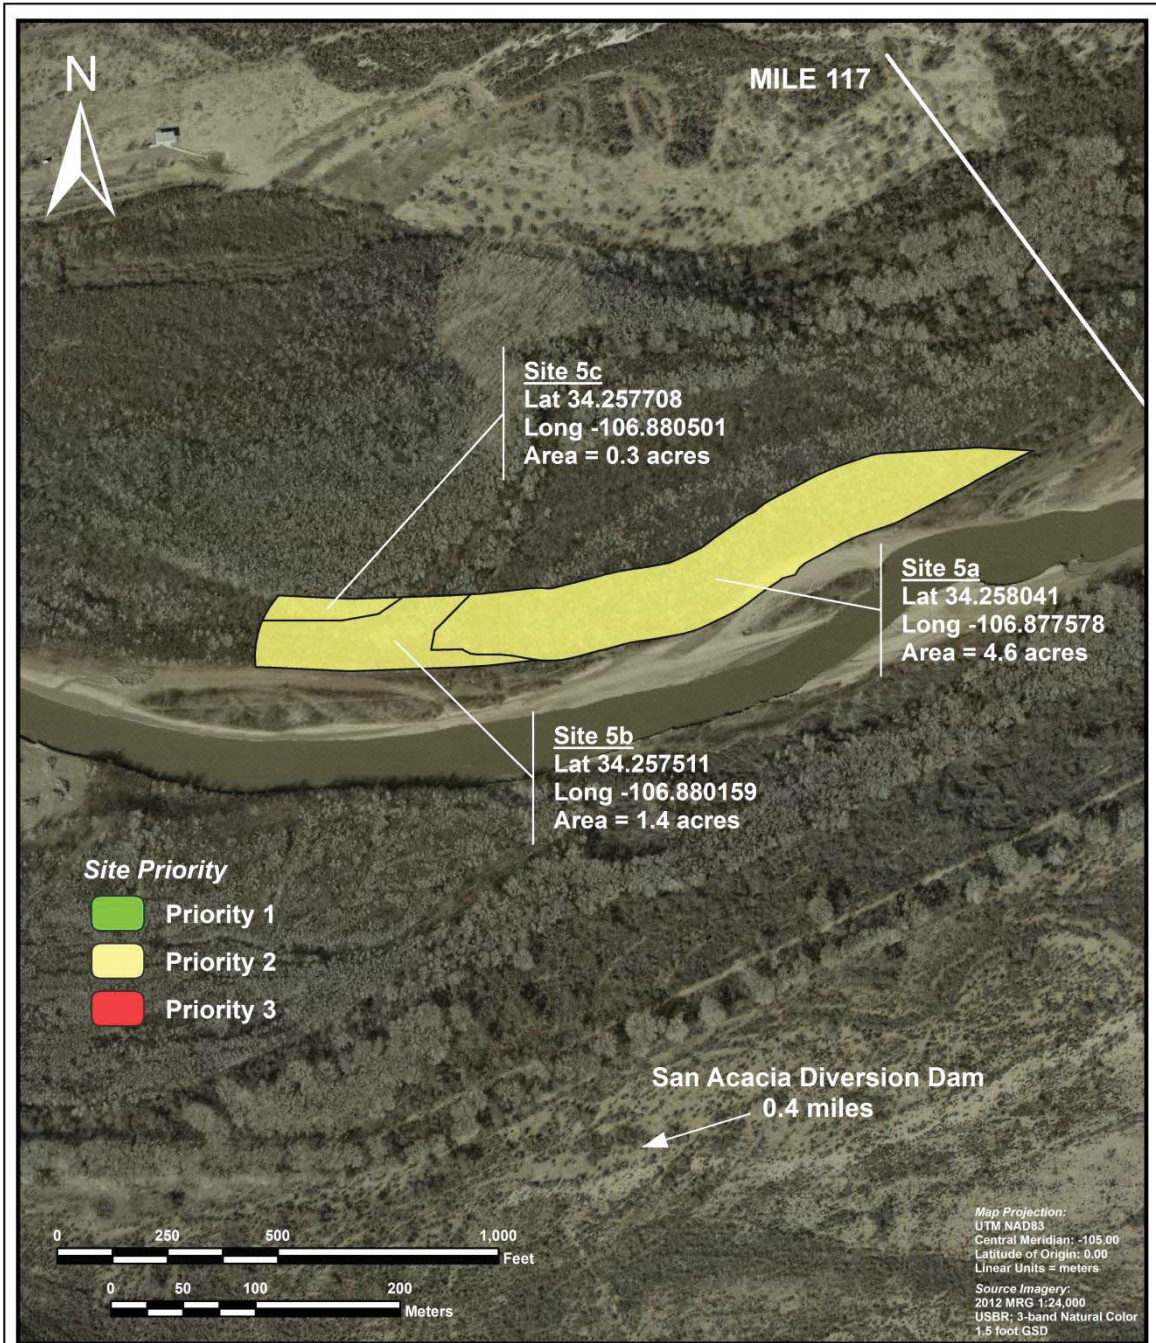 N
MILE 117
Site 5c
Lat 34.257708
Long -106.880501
Area = 0.3 acres
Site 5a
Lat 34.258041
Long -106.877578
Area = 4.6 acres
Site 5b
Lat 34.257511
Long -106.880159
Area = 1.4 acres
Site Priority
Priority 1
Priority 2
Priority 3
San Acacia Diversion Dam
0.4 miles
0 250 500 1,000
Feet
0 50 100 200
Meters
Map Projection:
UTM NAD83
Central Meridian: -105.00
Latitude of Origin: 0.00
Linear Units = meters
Source Imagery:
2012 MRG 1:24,000
USBR; 3-band Natural Color
1.5 foot GSD